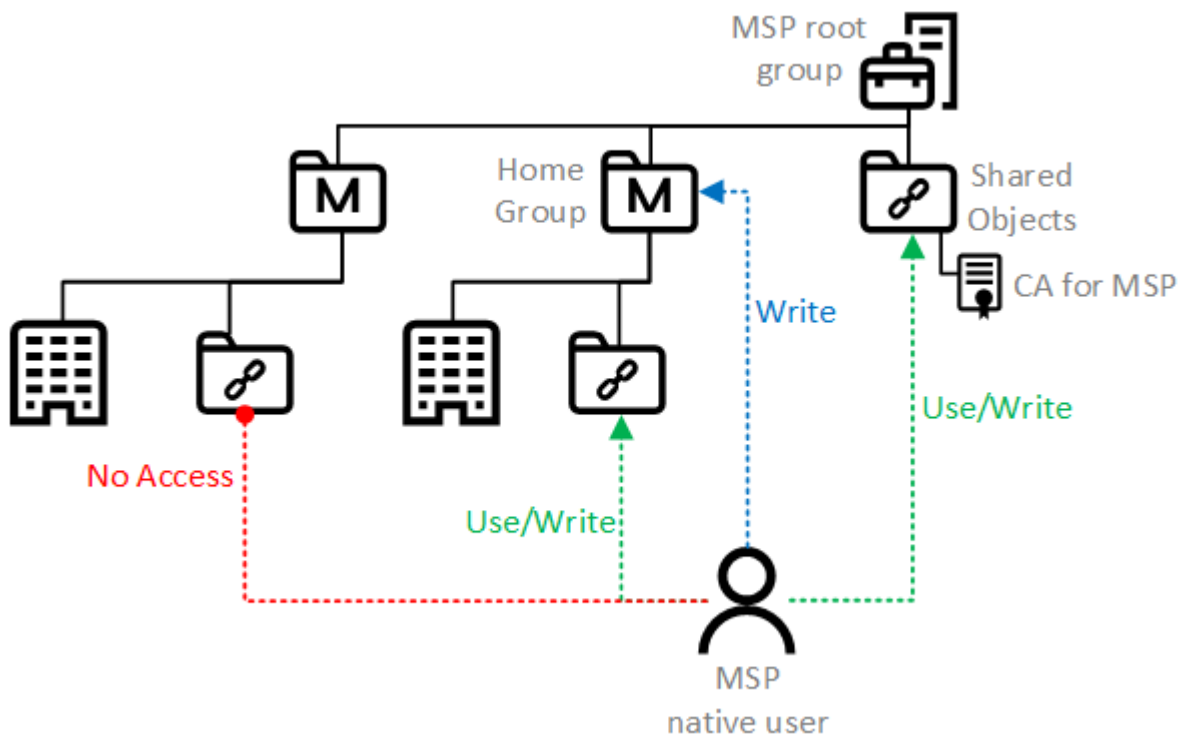 MSP root
group
M
Home
Group
M
Shared
Objects
CA for MSP
Write
Use/Write
No Access
Use/Write
MSP
native user